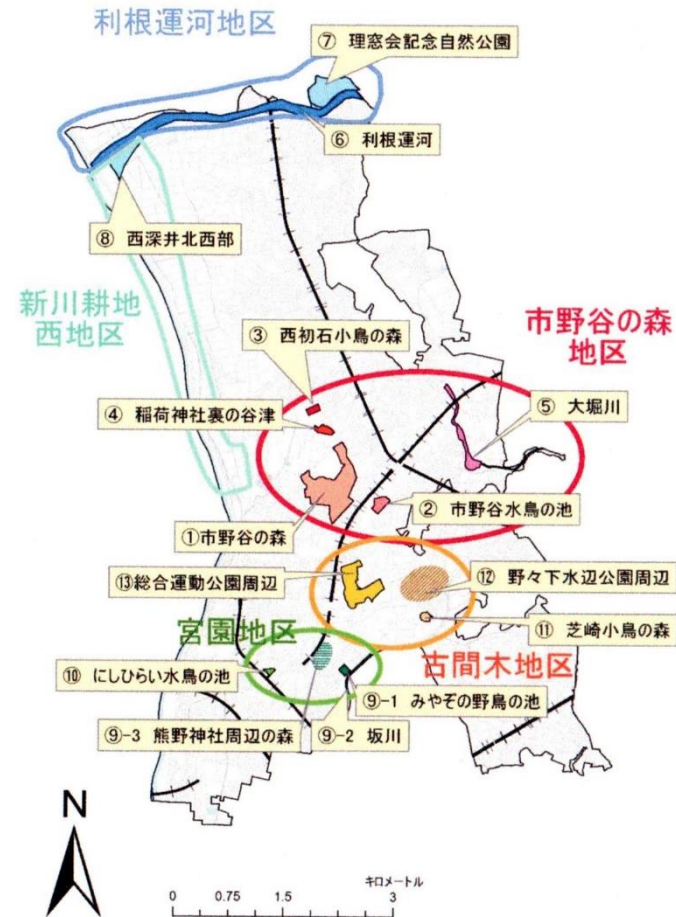 利根運河地区
⑦ 理窓会記念自然公園
⑥ 利根運河
⑧ 西深井北西部
新川耕地
西地区
市野谷の森
地区
③ 西初石小鳥の森
④ 稲荷神社裏の谷津
⑤ 大堀川
② 市野谷水鳥の池
①市野谷の森
⑬総合運動公園周辺
⑫ 野々下水辺公園周辺
宮園地区
⑪ 芝崎小鳥の森
古間木地区
⑩ にしひらい水鳥の池
⑨-1 みやぞの野鳥の池
⑨-3 熊野神社周辺の森
⑨-2 坂川
N
キロメートル
0 0.75 1.5 3